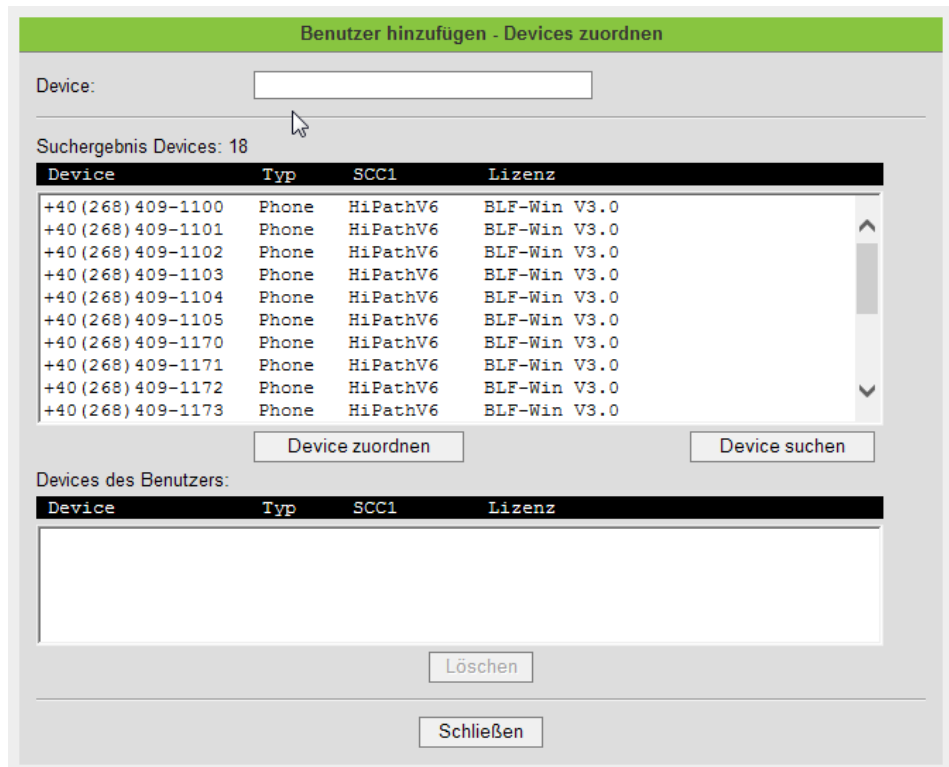 Benutzer hinzufügen - Devices zuordnen
Device:
Suchergebnis Devices: 18
Device Typ SCC1 Lizenz
+40(268)409-1100 Phone HiPathV6 BLF-Win V3.0
+40(268)409-1101 Phone HiPathV6 BLF-Win V3.0
+40(268)409-1102 Phone HiPathV6 BLF-Win V3.0
+40(268)409-1103 Phone HiPathV6 BLF-Win V3.0
+40(268)409-1104 Phone HiPathV6 BLF-Win V3.0
+40(268)409-1105 Phone HiPathV6 BLF-Win V3.0
+40(268)409-1170 Phone HiPathV6 BLF-Win V3.0
+40(268)409-1171 Phone HiPathV6 BLF-Win V3.0
+40(268)409-1172 Phone HiPathV6 BLF-Win V3.0
+40(268)409-1173 Phone HiPathV6 BLF-Win V3.0
Device zuordnen Device suchen
Devices des Benutzers:
Device Typ SCC1 Lizenz
Löschen
Schließen